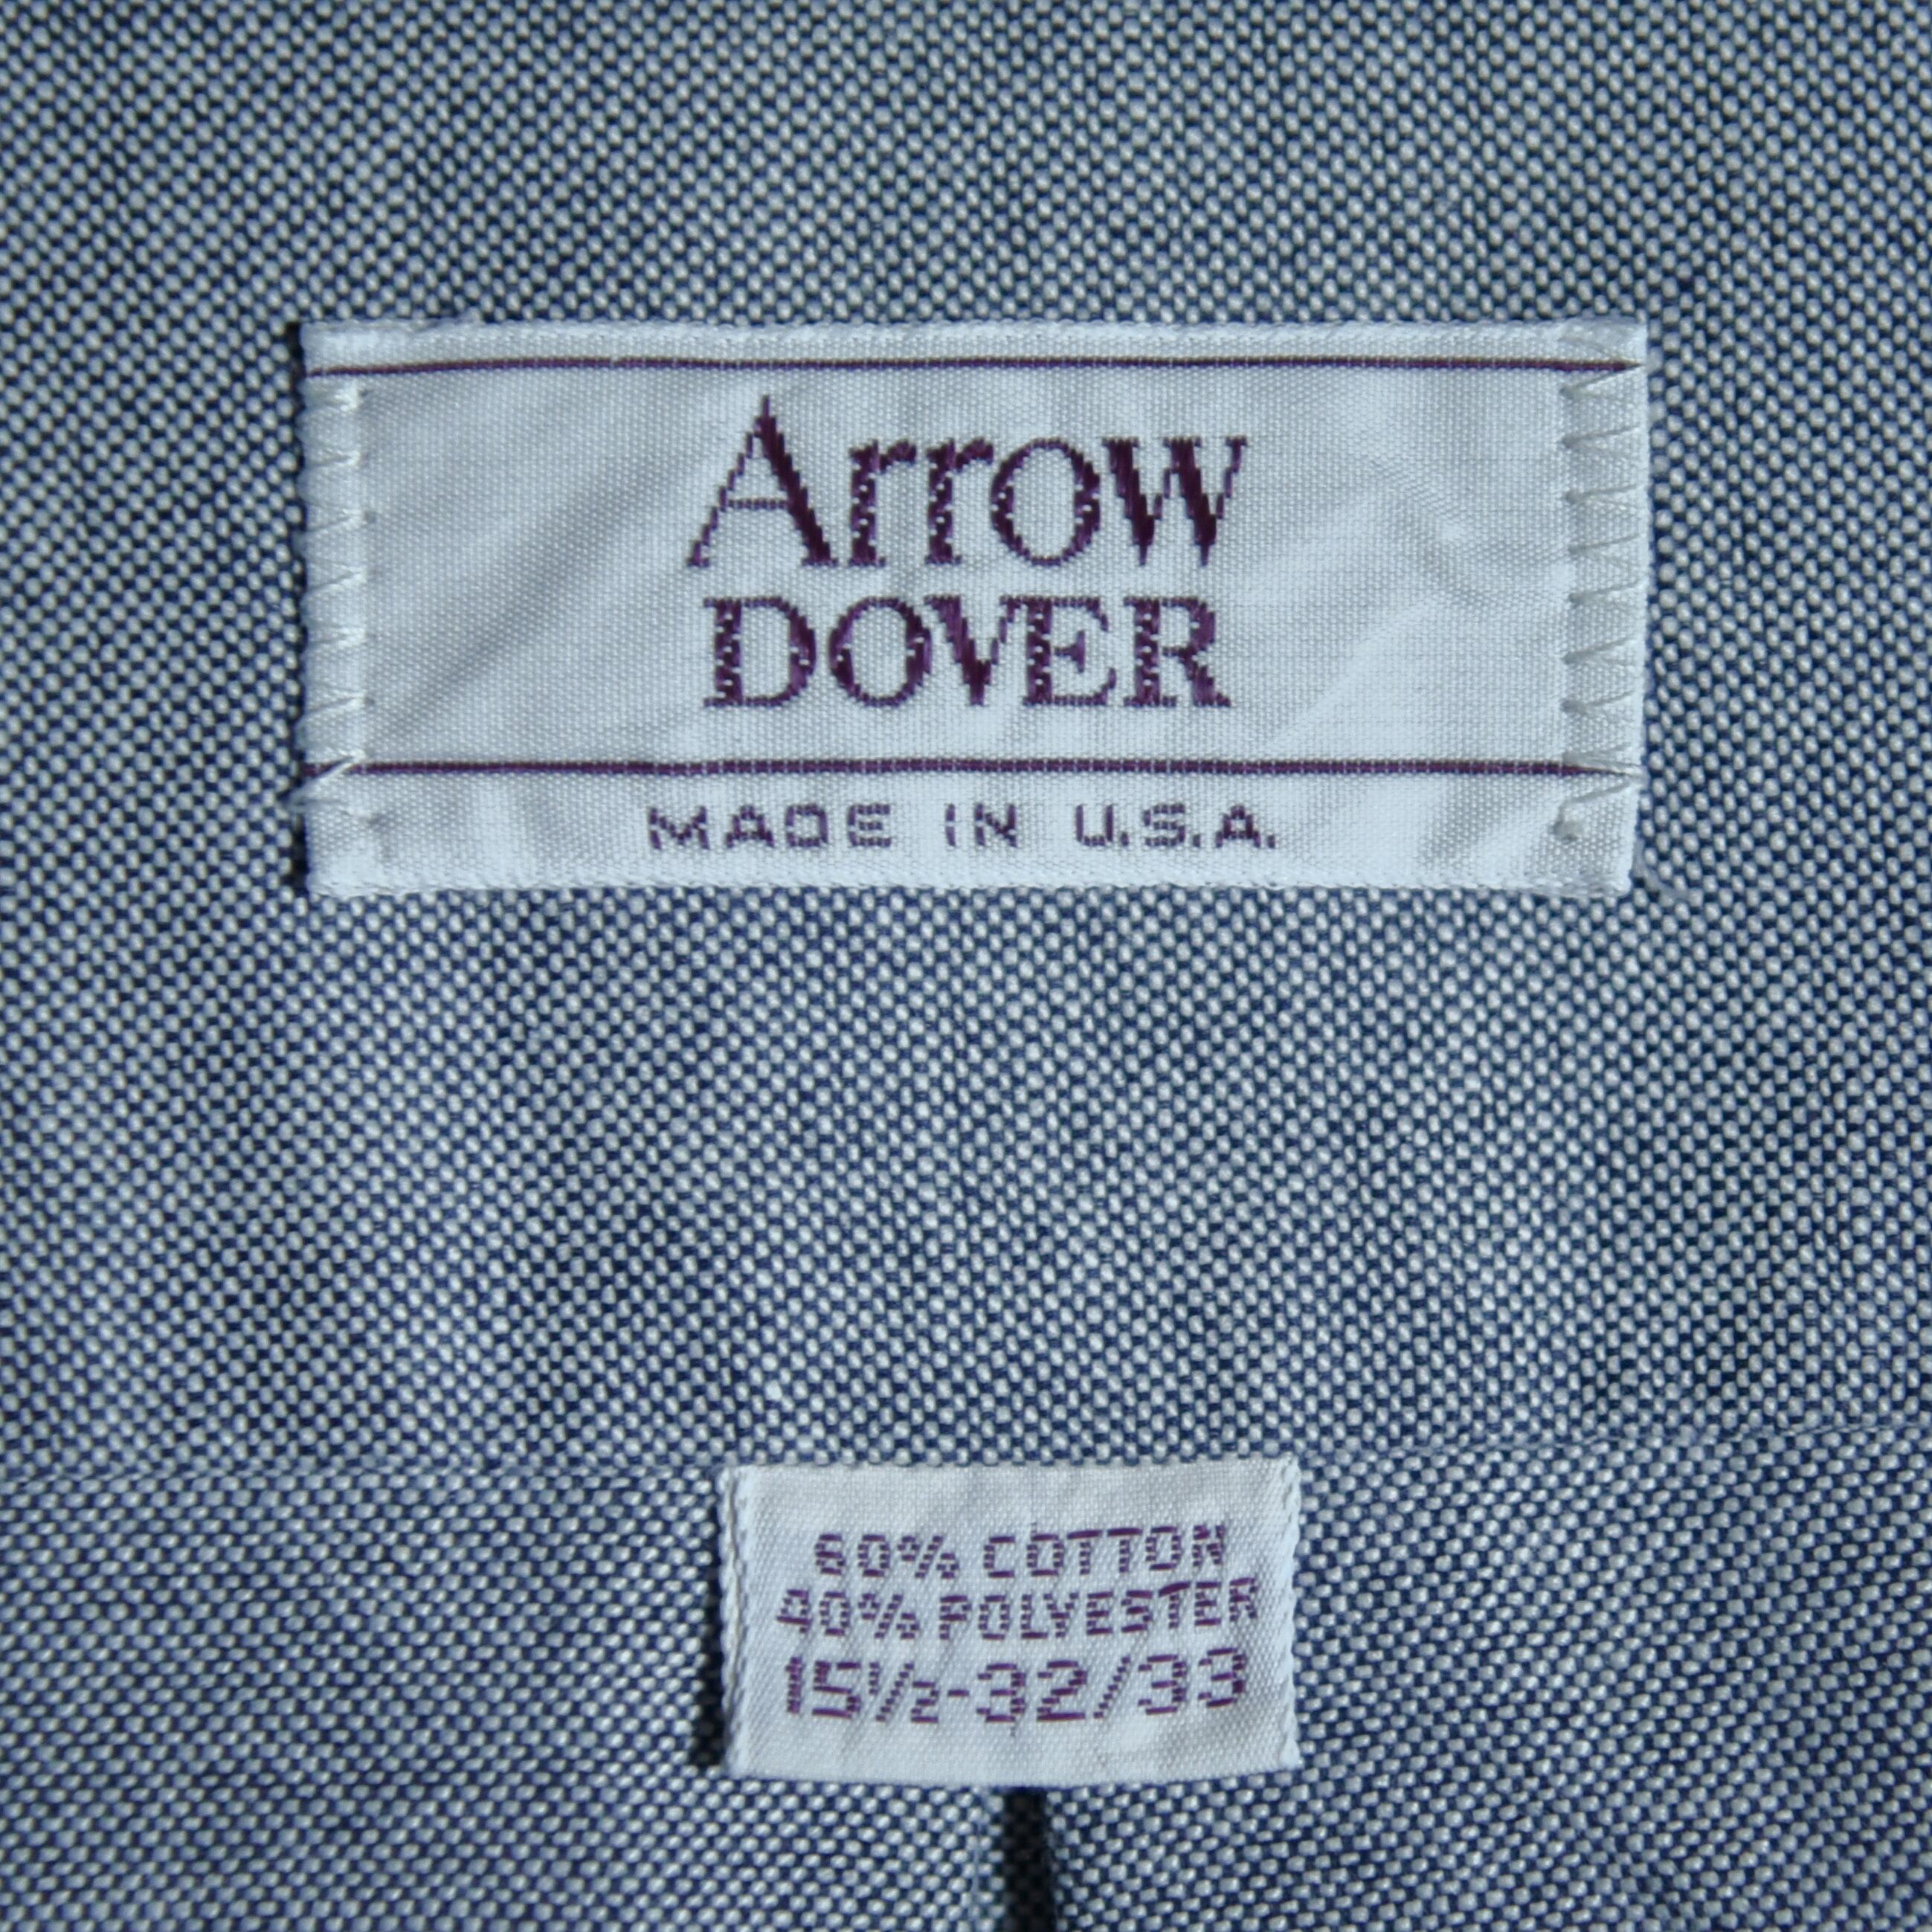 Arrow
DOVER
MADE IN U.S.A.
60% COTTON
40% POLYESTER
15½-32/33